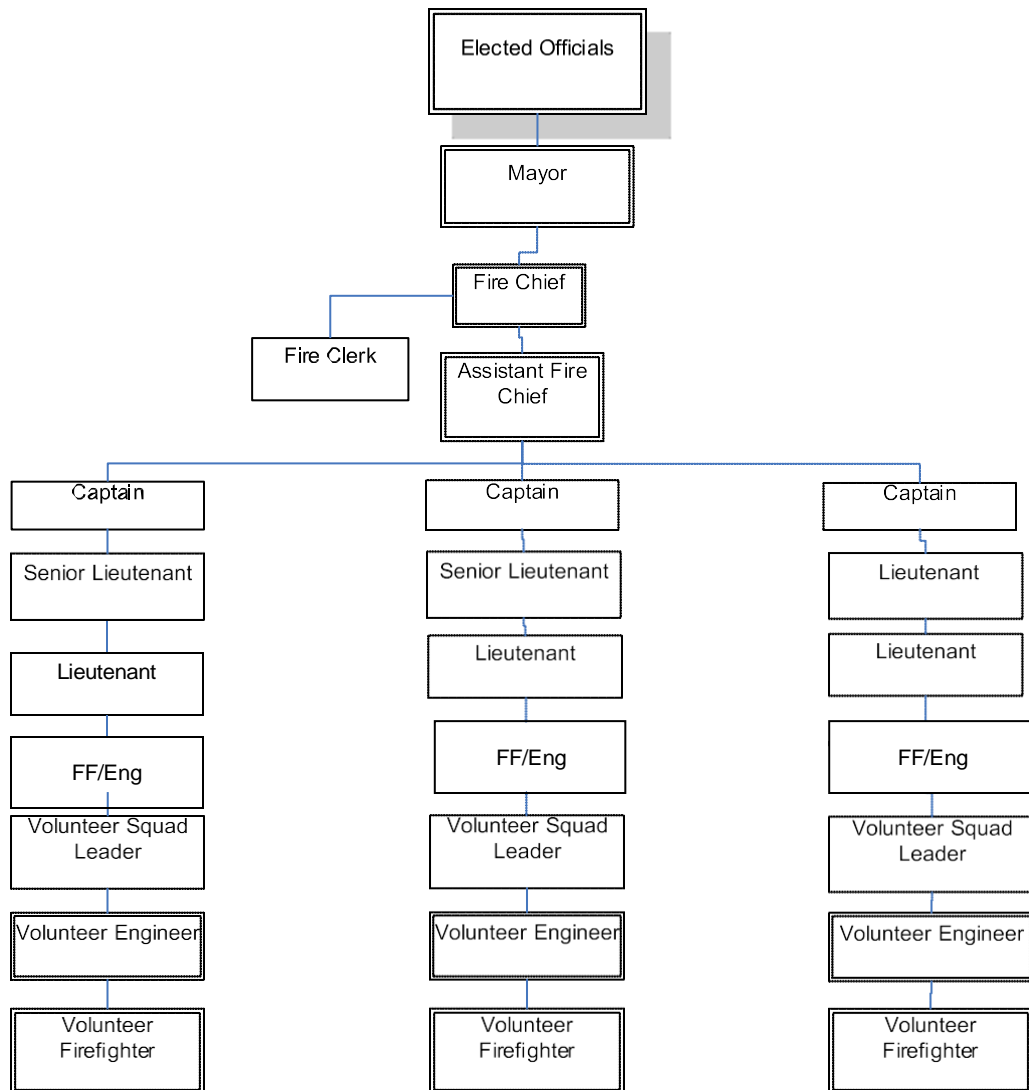 Elected Officials
Mayor
Fire Chief
Fire Clerk
Assistant Fire
Chief
Captain
Captain
Captain
Senior Lieutenant
Senior Lieutenant
Lieutenant
Lieutenant
Lieutenant
Lieutenant
FF/Eng
FF/Eng
FF/Eng
Volunteer Squad
Leader
Volunteer Squad
Leader
Volunteer Squad
Leader
Volunteer Engineer
Volunteer Engineer
Volunteer Engineer
Volunteer
Firefighter
Volunteer
Firefighter
Volunteer
Firefighter